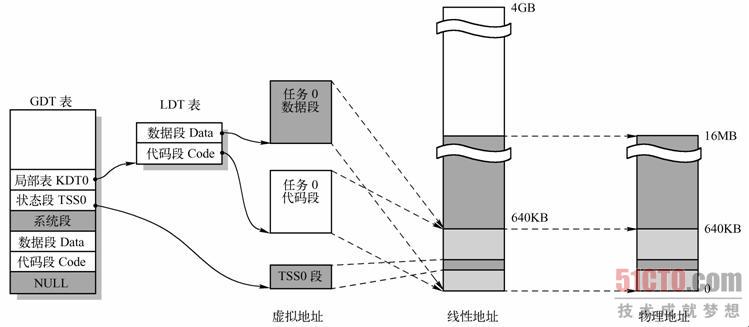 4GB
GDT 表
LDT 表
任务 0
数据段
数据段 Data
代码段 Code
16MB
局部表 KDT0
状态段 TSS0
系统段
数据段 Data
代码段 Code
NULL
任务 0
代码段
640KB
640KB
TSS0 段
0
虚拟地址
线性地址
物理地址
51CTO.com
技术成就梦想